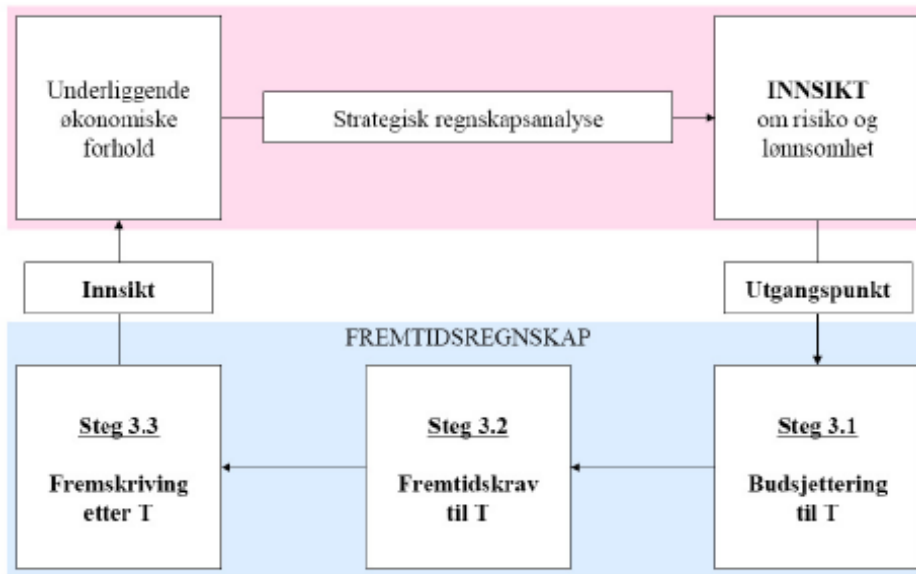 Underliggende
økonomiske
forhold
Strategisk regnskapsanalyse
INNSIKT
om risiko og
lønnsomhet
Innsikt
Utgangspunkt
FREMTIDSREGNSKAP
Steg 3.3
Fremskriving
etter T
Steg 3.2
Fremtidskrav
til T
Steg 3.1
Budsjettering
til T